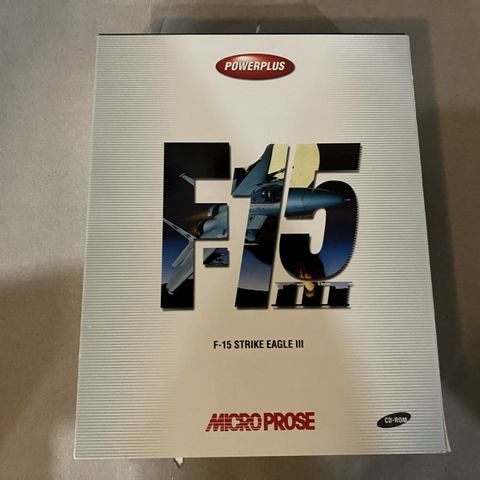 POWERPLUS
F-15
III
F-15 STRIKE EAGLE III
MICROPROSE
CD-ROM